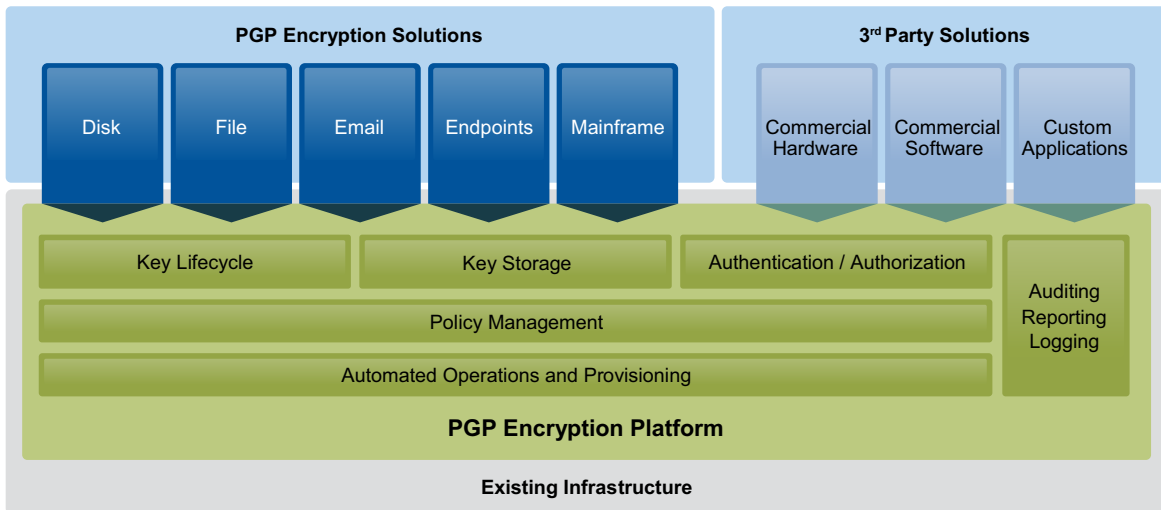 PGP Encryption Solutions
3rd Party Solutions
Disk
File
Email
Endpoints
Mainframe
Commercial
Hardware
Commercial
Software
Custom
Applications
Key Lifecycle
Key Storage
Authentication / Authorization
Auditing
Reporting
Logging
Policy Management
Automated Operations and Provisioning
PGP Encryption Platform
Existing Infrastructure